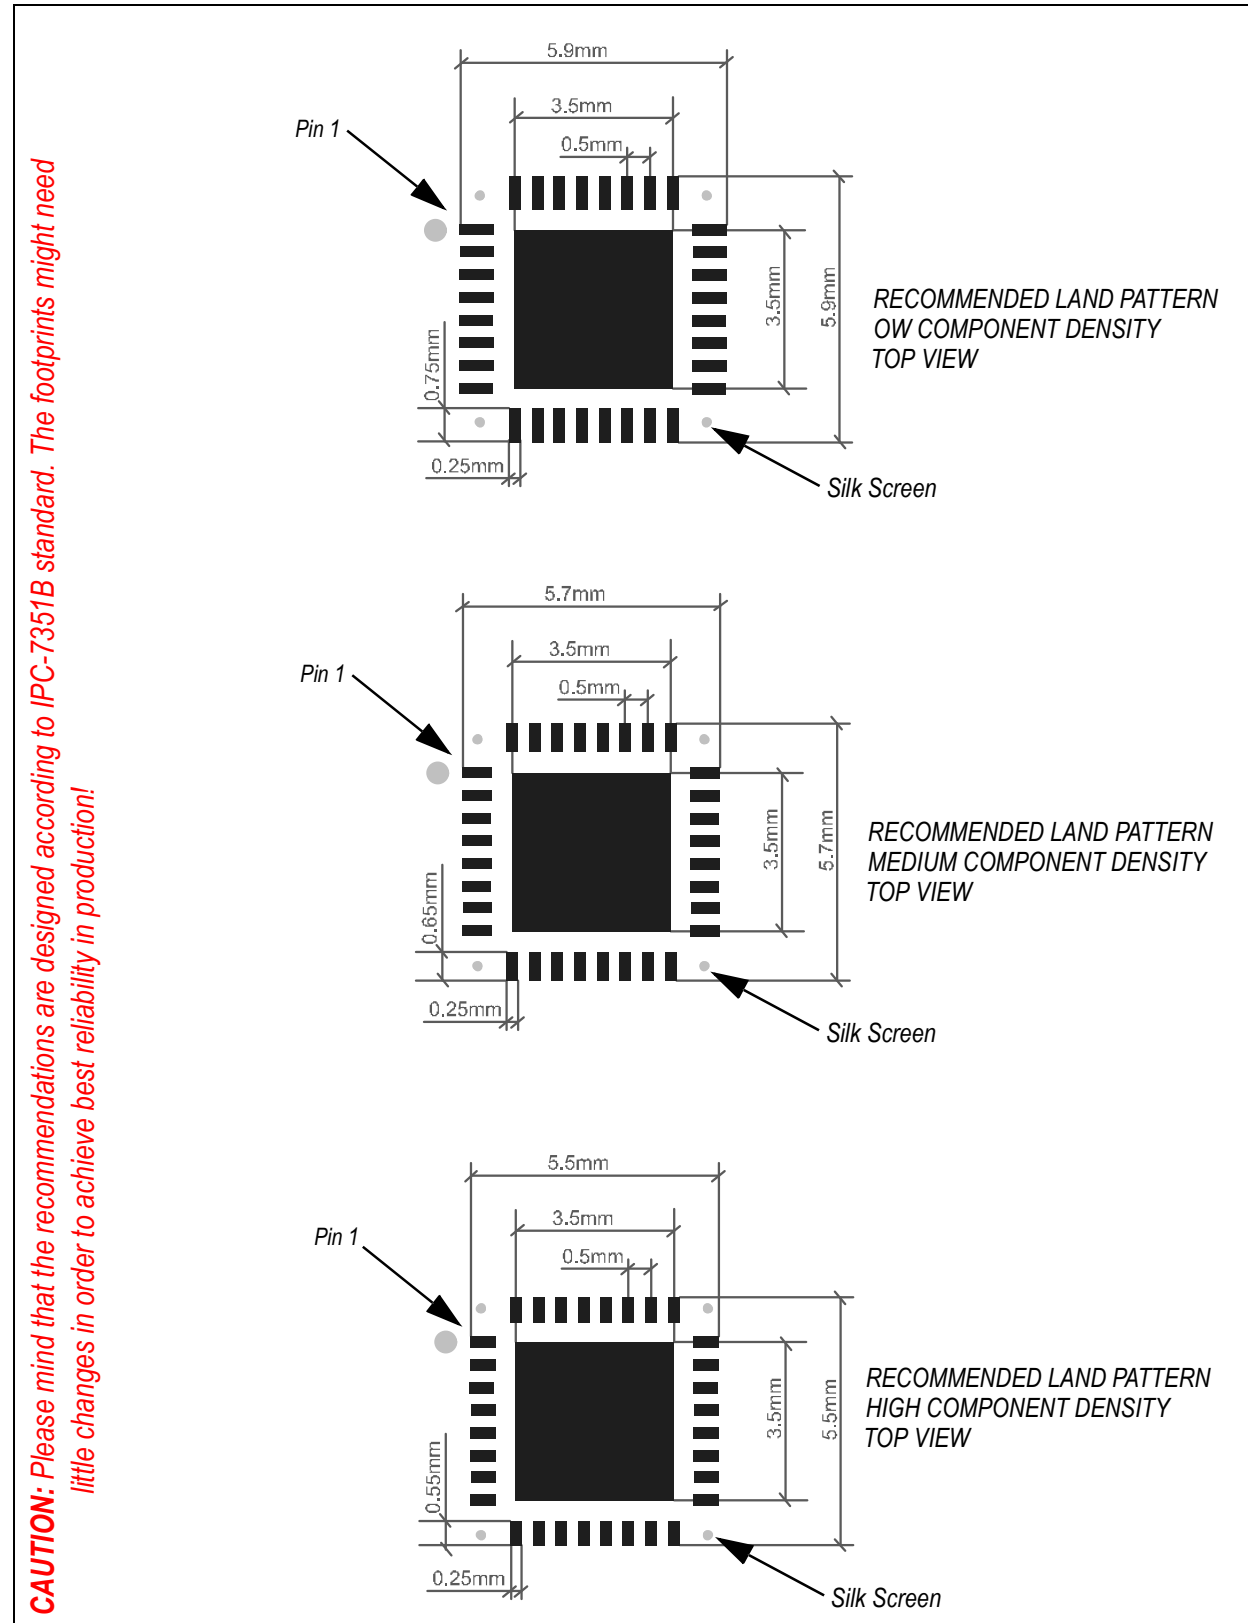 CAUTION: Please mind that the recommendations are designed according to IPC-7351B standard. The footprints might need
little changes in order to achieve best reliability in production!
5.9mm
3.5mm
Pin 1
0.5mm
3.5mm
5.9mm
RECOMMENDED LAND PATTERN
OW COMPONENT DENSITY
TOP VIEW
0.75mm
0.25mm
Silk Screen
5.7mm
3.5mm
Pin 1
0.5mm
3.5mm
5.7mm
RECOMMENDED LAND PATTERN
MEDIUM COMPONENT DENSITY
TOP VIEW
0.65mm
0.25mm
Silk Screen
5.5mm
3.5mm
Pin 1
0.5mm
3.5mm
5.5mm
RECOMMENDED LAND PATTERN
HIGH COMPONENT DENSITY
TOP VIEW
0.55mm
0.25mm
Silk Screen